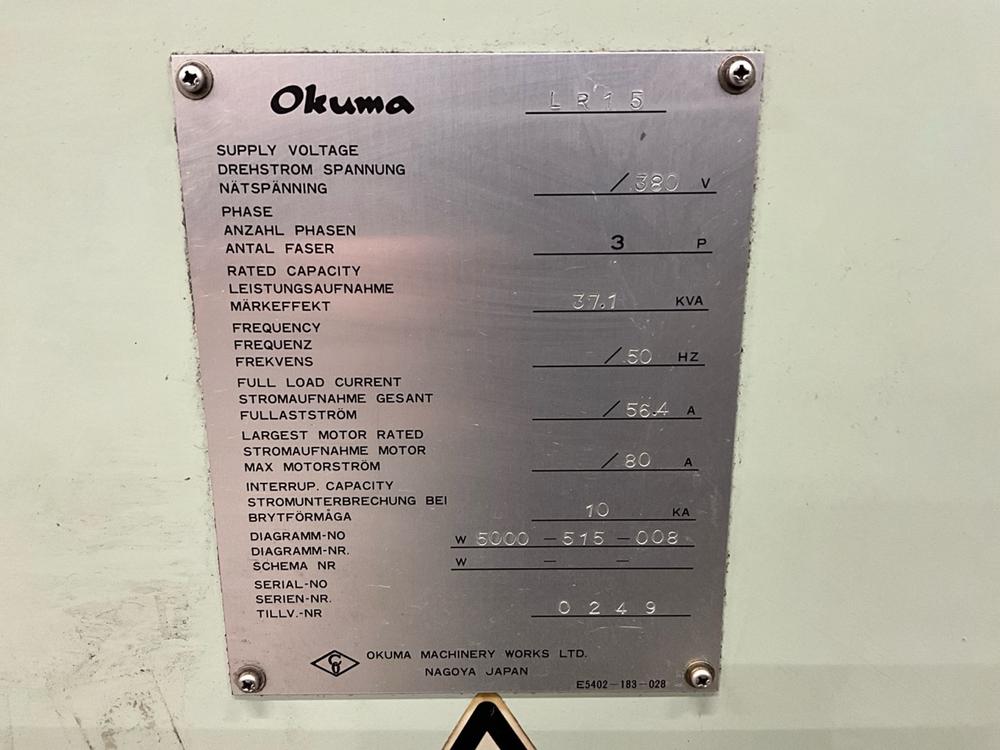 Okuma LR15
SUPPLY VOLTAGE
DREHSTROM SPANNUNG
NÄTSPÄNNING / 380 V
PHASE
ANZAHL PHASEN
ANTAL FASER 3 P
RATED CAPACITY
LEISTUNGSAUFNAHME
MÄRKEFFEKT 37.1 KVA
FREQUENCY
FREQUENZ
FREKVENS / 50 HZ
FULL LOAD CURRENT
STROMAUFNAHME GESANT
FULLASTSTRÖM / 56.4 A
LARGEST MOTOR RATED
STROMAUFNAHME MOTOR
MAX MOTORSTRÖM / 80 A
INTERRUP. CAPACITY
STROMUNTERBRECHUNG BEI
BRYTFÖRMÅGA 10 KA
DIAGRAMM-NO W 5000 - 515 - 008
DIAGRAMM-NR.
SCHEMA NR W - -
SERIAL-NO
SERIEN-NR.
TILLV.-NR 0249
OKUMA MACHINERY WORKS LTD.
NAGOYA JAPAN
E5402-183-028